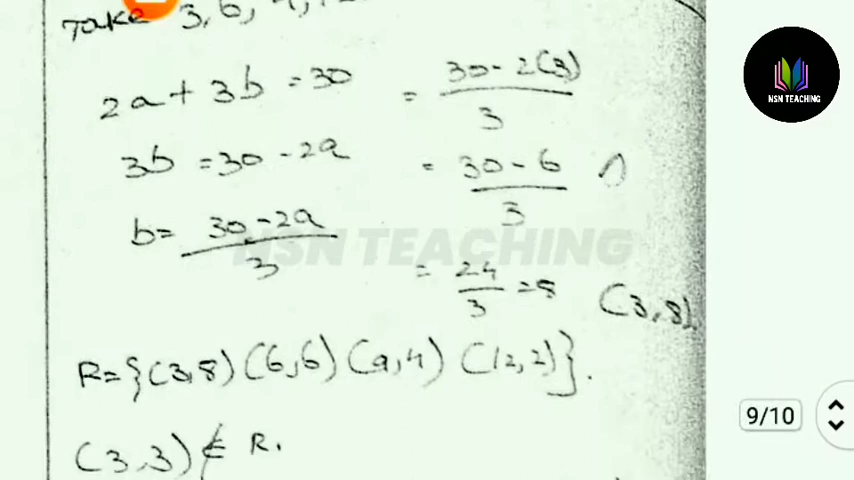 Take 3, 6,
2a + 3b = 30
3b = 30 - 2a
b = 30 - 2a / 3
= 30 - 2(3) / 3
= 30 - 6 / 3
= 24 / 3 = 8
(3, 8)
R = {(3, 8) (6, 6) (9, 4) (12, 2)}.
(3, 3) ∉ R.
NSN TEACHING
NSN TEACHING
9/10